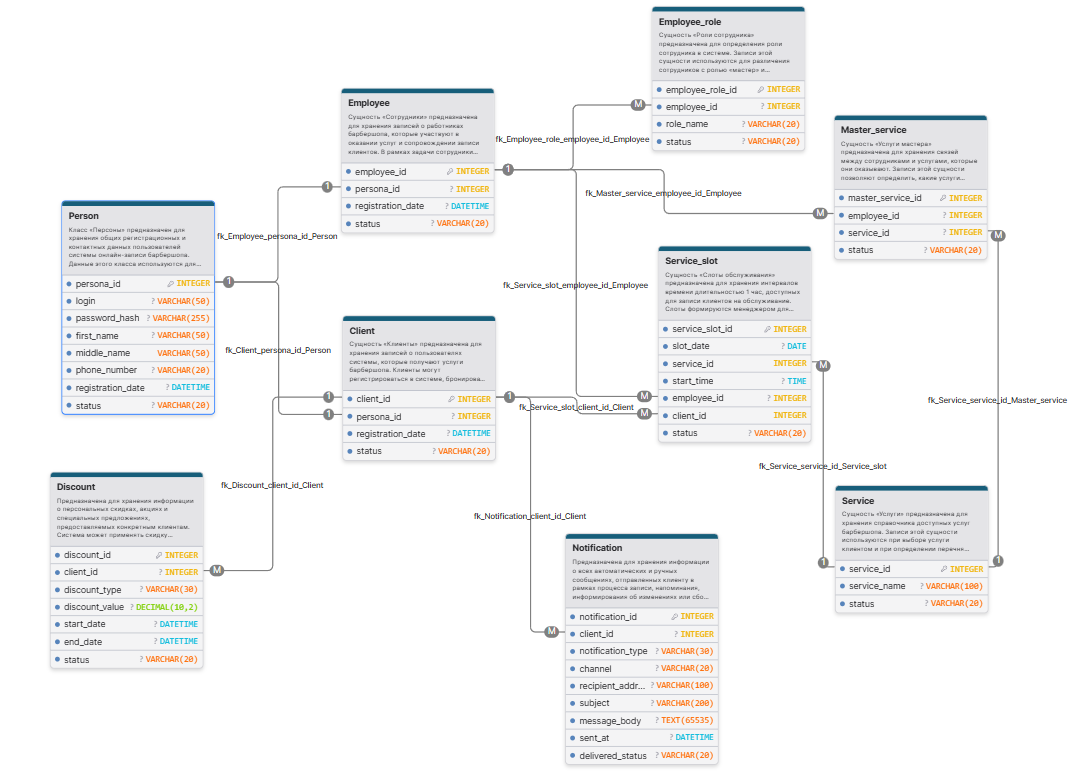 Employee_role
Сущность «Роли сотрудника»
предназначена для определения роли
сотрудника в системе. Записи этой
сущности используются для различения
сотрудников с ролью «мастер» и...
employee_role_id INTEGER
employee_id ? INTEGER
role_name ? VARCHAR(20)
status ? VARCHAR(20)
Employee
Сущность «Сотрудники» предназначена
для хранения записей о работниках
барбершопа, которые участвуют в
оказании услуг и сопровождении записи
клиентов. В рамках задачи сотрудники...
employee_id INTEGER
persona_id ? INTEGER
registration_date ? DATETIME
status ? VARCHAR(20)
Master_service
Сущность «Услуги мастера»
предназначена для хранения связей
между сотрудниками и услугами, которые
они оказывают. Записи этой сущности
позволяют определить, какие услуги...
master_service_id INTEGER
employee_id ? INTEGER
service_id ? INTEGER
status ? VARCHAR(20)
Person
Класс «Персоны» предназначен для
хранения общих регистрационных и
контактных данных пользователей
системы онлайн-записи барбершопа.
Данные этого класса используются для...
persona_id INTEGER
login ? VARCHAR(50)
password_hash ? VARCHAR(255)
first_name ? VARCHAR(50)
middle_name VARCHAR(50)
phone_number ? VARCHAR(20)
registration_date ? DATETIME
status ? VARCHAR(20)
Service_slot
Сущность «Слоты обслуживания»
предназначена для хранения интервалов
времени длительностью 1 час, доступных
для записи клиентов на обслуживание.
Слоты формируются менеджером для...
service_slot_id INTEGER
slot_date ? DATE
service_id INTEGER
start_time ? TIME
employee_id ? INTEGER
client_id INTEGER
status ? VARCHAR(20)
Client
Сущность «Клиенты» предназначена для
хранения записей о пользователях
системы, которые получают услуги
барбершопа. Клиенты могут
регистрироваться в системе, бронирова...
client_id INTEGER
persona_id ? INTEGER
registration_date ? DATETIME
status ? VARCHAR(20)
Discount
Предназначена для хранения информации
о персональных скидках, акциях и
специальных предложениях,
предоставляемых конкретным клиентам.
Система может применять скидку...
discount_id INTEGER
client_id ? INTEGER
discount_type ? VARCHAR(30)
discount_value ? DECIMAL(10,2)
start_date ? DATETIME
end_date ? DATETIME
status ? VARCHAR(20)
Service
Сущность «Услуги» предназначена для
хранения справочника доступных услуг
барбершопа. Записи этой сущности
используются при выборе услуги
клиентом и при определении перечня...
service_id INTEGER
service_name ? VARCHAR(100)
status ? VARCHAR(20)
Notification
Предназначена для хранения информации
о всех автоматических и ручных
сообщениях, отправленных клиенту в
рамках процесса записи, напоминания,
информирования об изменениях или сбо...
notification_id INTEGER
client_id ? INTEGER
notification_type ? VARCHAR(30)
channel ? VARCHAR(20)
recipient_addr... ? VARCHAR(100)
subject ? VARCHAR(200)
message_body ? TEXT(65535)
sent_at ? DATETIME
delivered_status ? VARCHAR(20)
fk_Employee_role_employee_id_Employee
fk_Master_service_employee_id_Employee
fk_Employee_persona_id_Person
fk_Service_slot_employee_id_Employee
fk_Client_persona_id_Person
fk_Service_slot_client_id_Client
fk_Service_service_id_Master_service
fk_Service_service_id_Service_slot
fk_Discount_client_id_Client
fk_Notification_client_id_Client
1
1
1
1
1
1
1
1
M
M
M
M
M
M
M
M